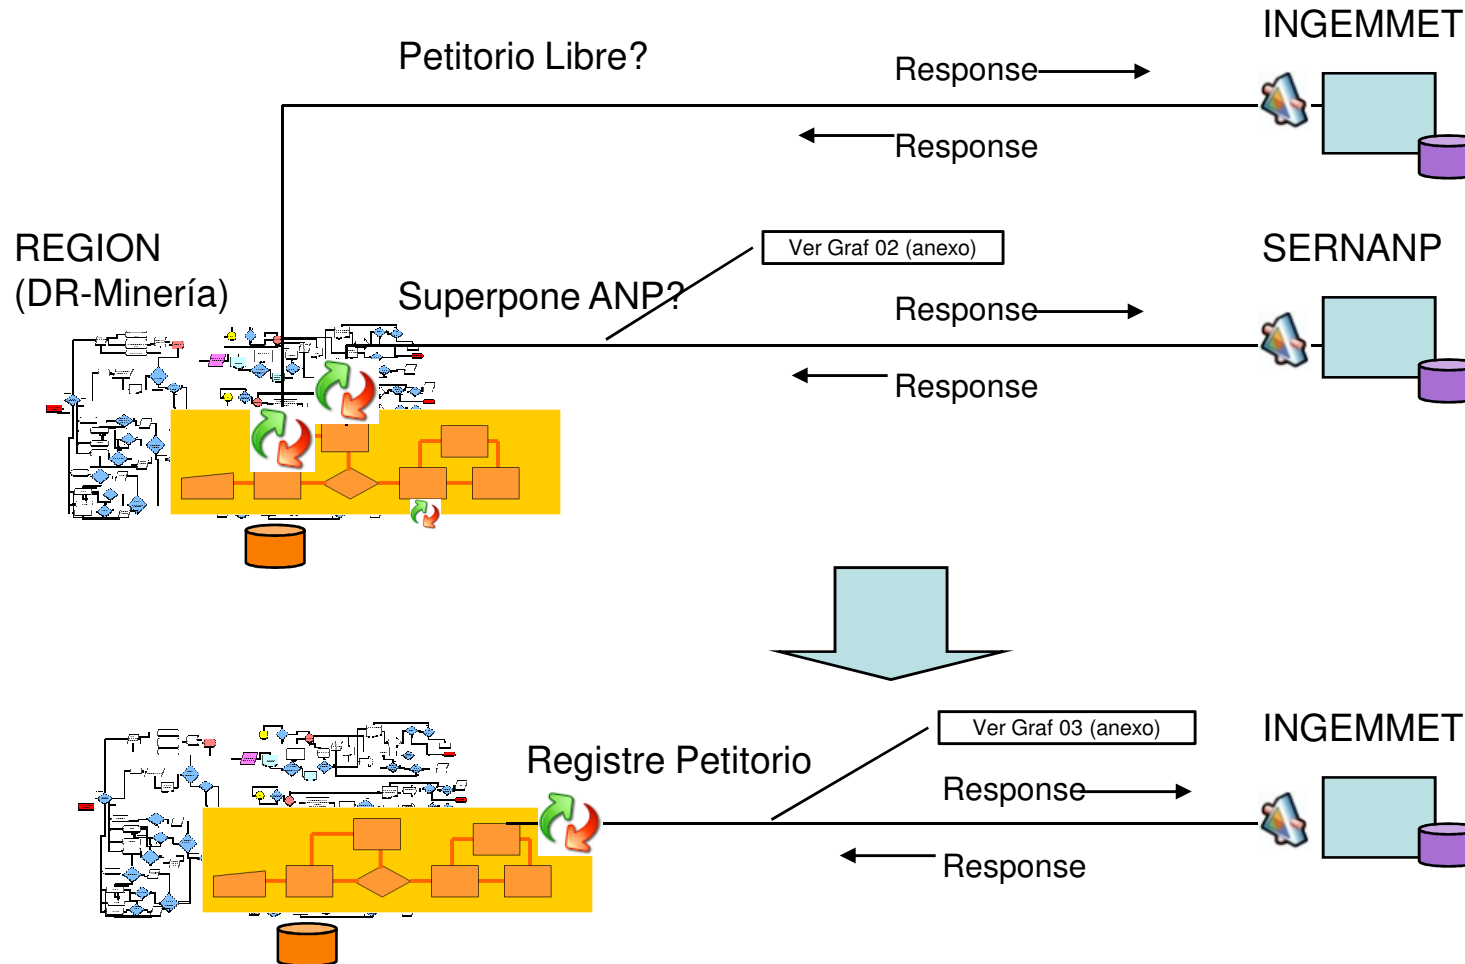 INGEMMET
Petitorio Libre?
Response
Response
REGION
(DR-Minería)
Ver Graf 02 (anexo)
SERNANP
Superpone ANP?
Response
Response
Ver Graf 03 (anexo)
INGEMMET
Registre Petitorio
Response
Response